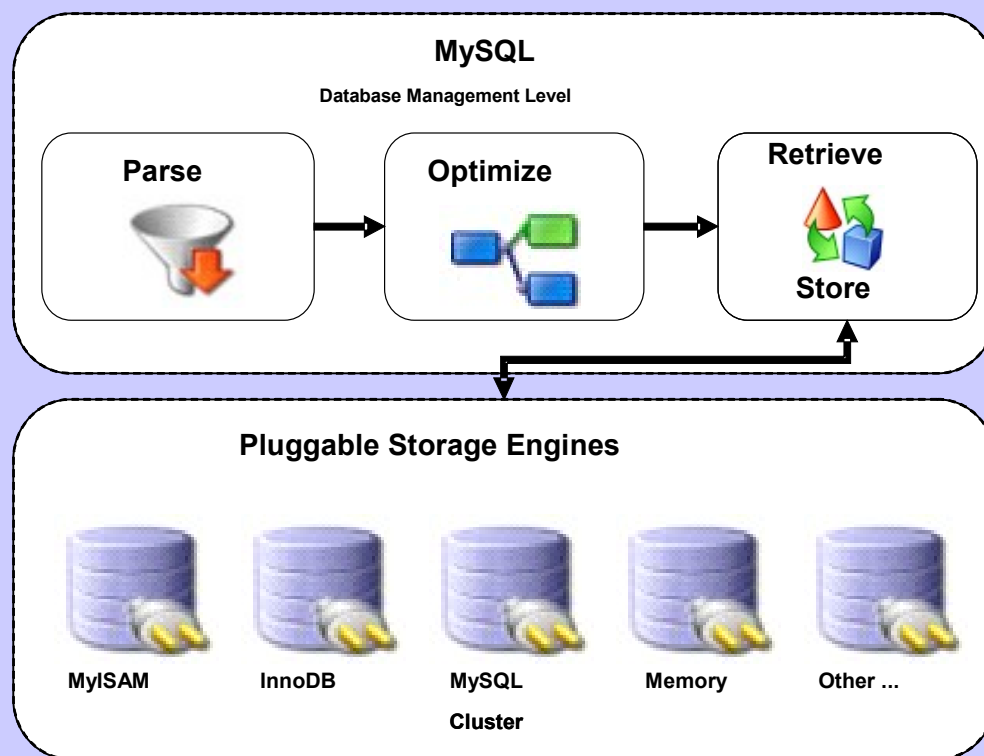 MySQL
Database Management Level
Parse
Optimize
Retrieve
Store
Pluggable Storage Engines
MyISAM
InnoDB
MySQL
Cluster
Memory
Other ...